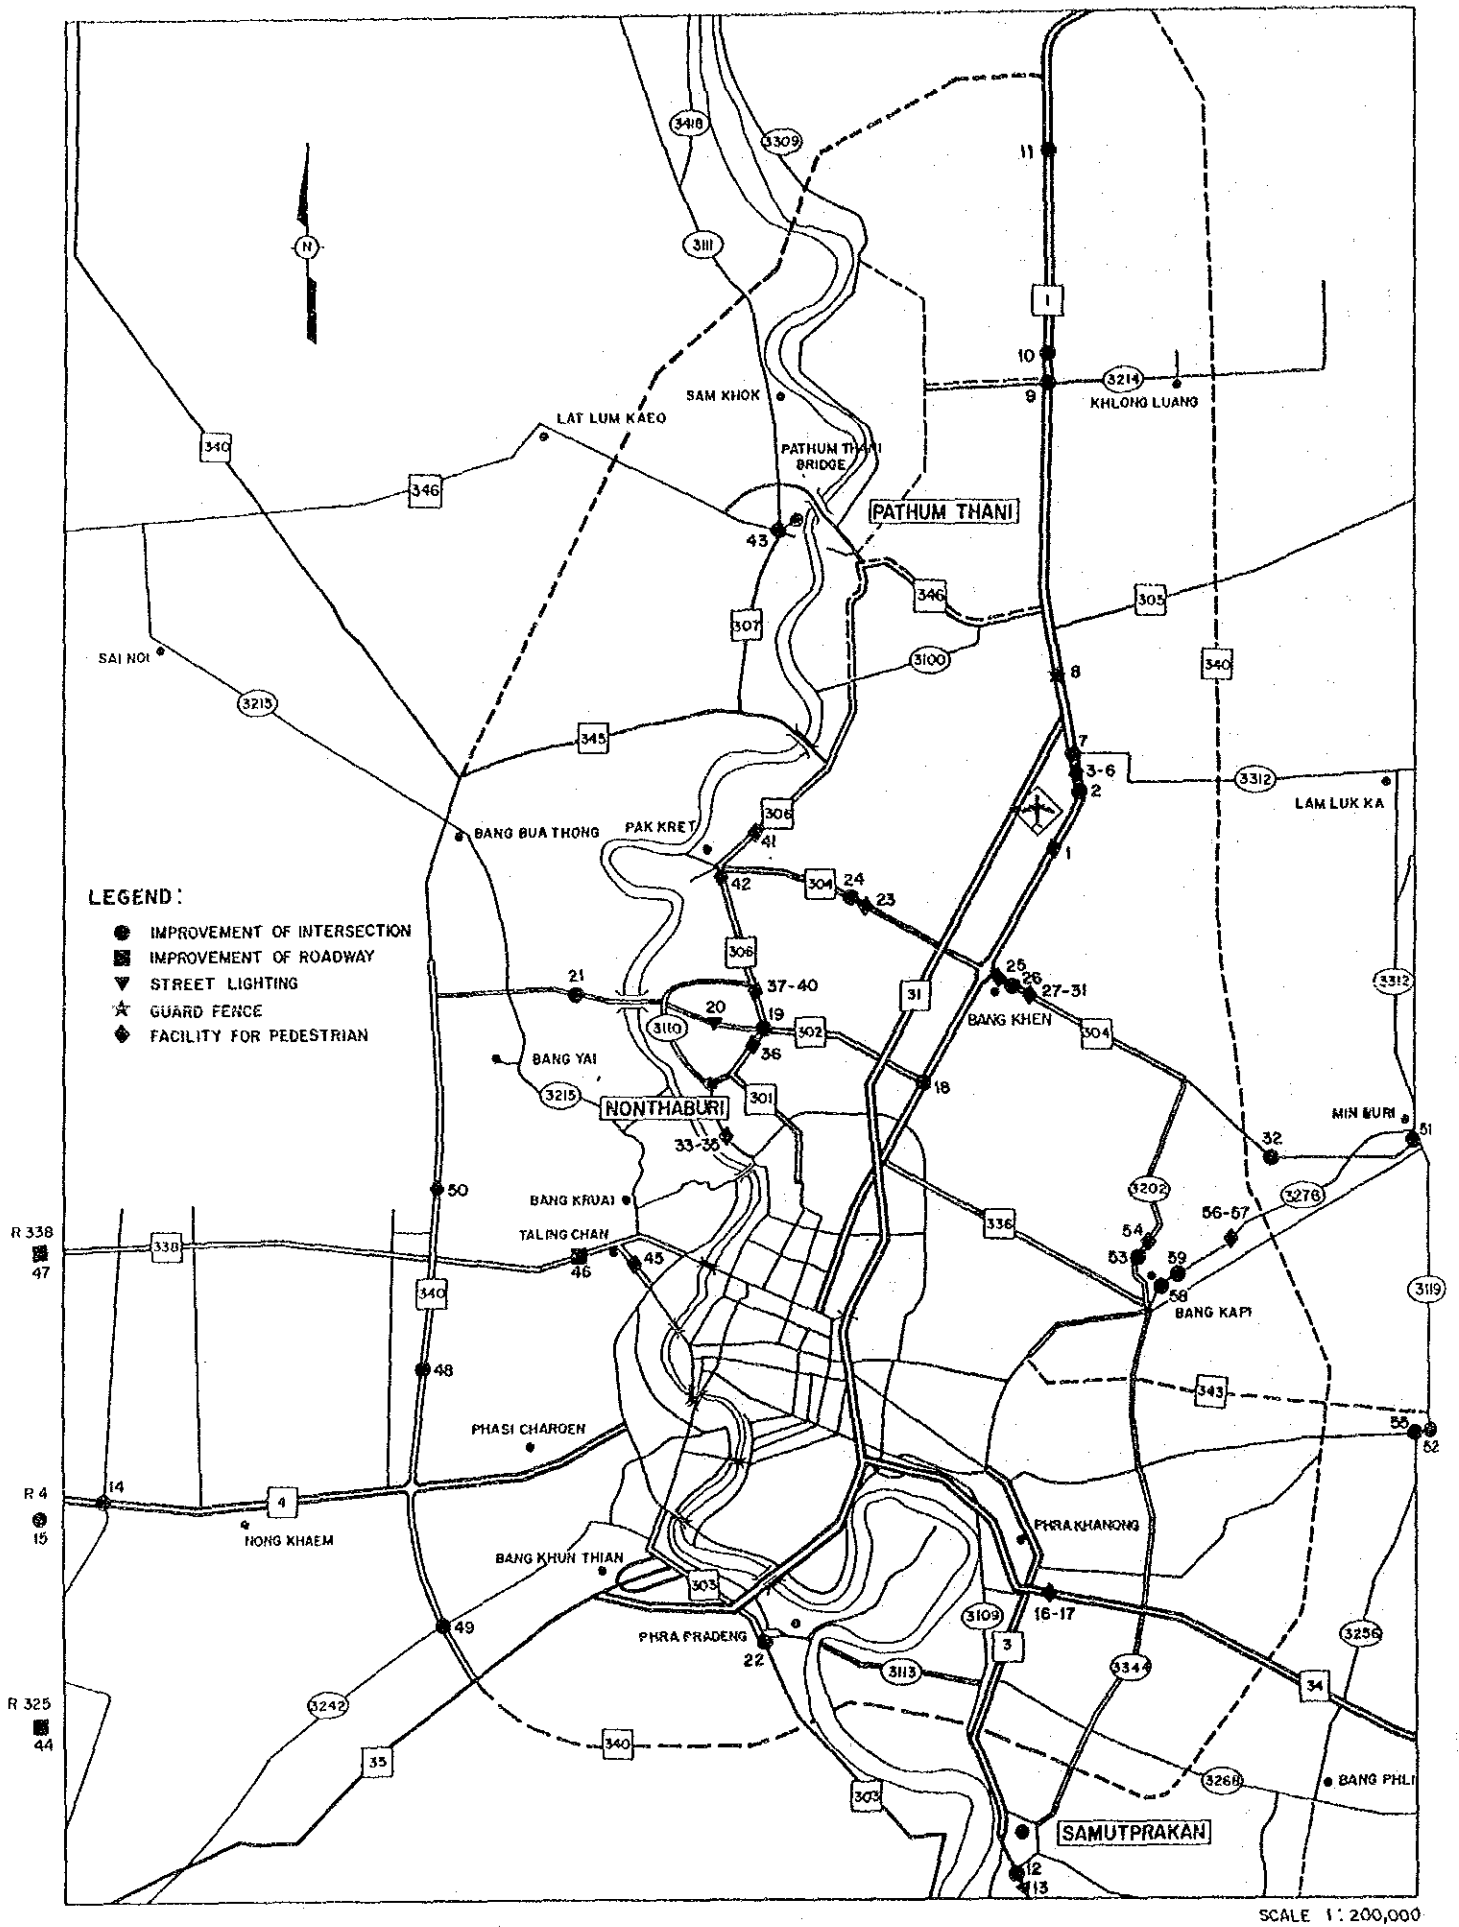 3418
3309
11
3111
N
1
10
9
3214
KHLONG LUANG
SAM KHOK
LAT LUM KAEO
340
346
PATHUM THANI
BRIDGE
PATHUM THANI
43
346
305
307
3100
SAI NOI
3215
8
340
345
7
3-6
2
3312
LAM LUK KA
306
PAK KRET
BANG BUA THONG
41
1
42
304
24
23
LEGEND:
IMPROVEMENT OF INTERSECTION
IMPROVEMENT OF ROADWAY
STREET LIGHTING
GUARD FENCE
FACILITY FOR PEDESTRIAN
306
21
37-40
31
25
26
27-31
BANG KHEN
304
3312
20
19
302
3110
36
BANG YAI
3215
NONTHABURI
301
18
33-35
MIN BURI
51
32
50
BANG KRUAI
3202
3278
R 338
47
338
TALING CHAN
46
45
336
54
53
56-57
59
58
BANG KAPI
3119
340
48
343
55
52
PHASI CHAROEN
R 4
15
14
4
NONG KHAEM
PHRA KHANONG
BANG KHUN THIAN
303
16-17
49
PHRA PRADENG
22
3109
3
3113
3344
3256
34
R 325
44
3242
35
340
303
3268
BANG PHLI
SAMUTPRAKAN
12
13
SCALE 1:200,000